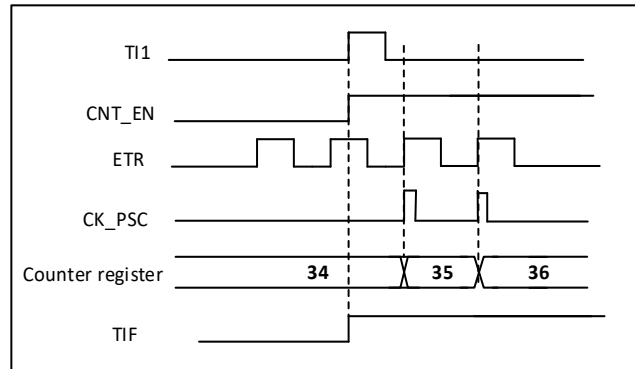 TI1
CNT_EN
ETR
CK_PSC
Counter register 34 35 36
TIF